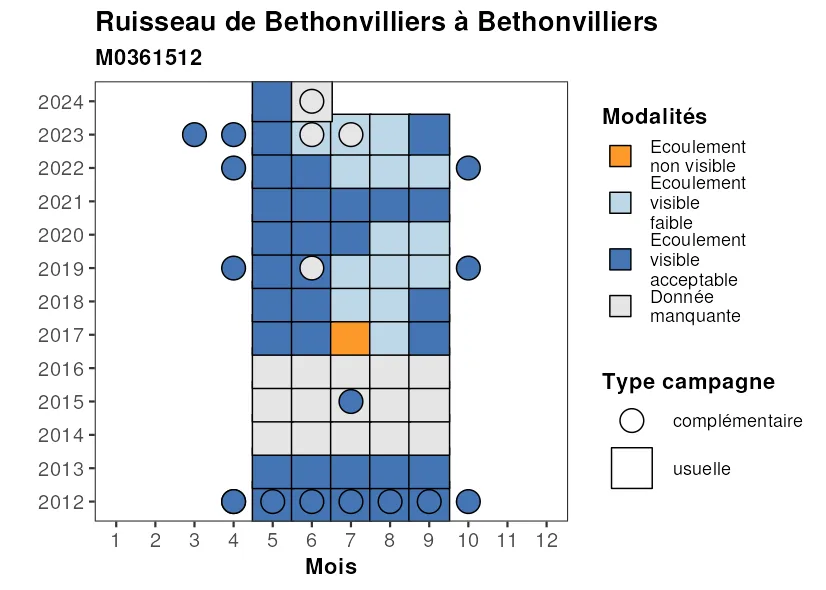 Ruisseau de Bethonvilliers à Bethonvilliers
M0361512
2024
2023
2022
2021
2020
2019
2018
2017
2016
2015
2014
2013
2012
1 2 3 4 5 6 7 8 9 10 11 12
Mois
Modalités
Ecoulement
non visible
Ecoulement
visible
faible
Ecoulement
visible
acceptable
Donnée
manquante
Type campagne
complémentaire
usuelle